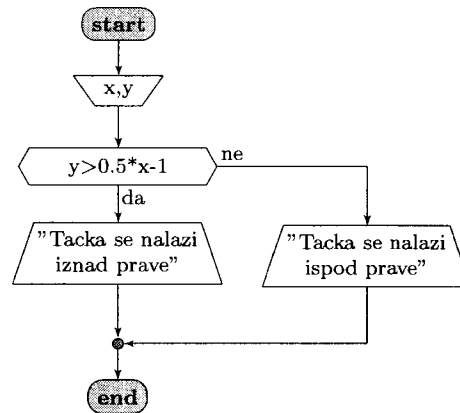 start
x,y
y>0.5*x-1
ne
da
"Tacka se nalazi
iznad prave"
"Tacka se nalazi
ispod prave"
end